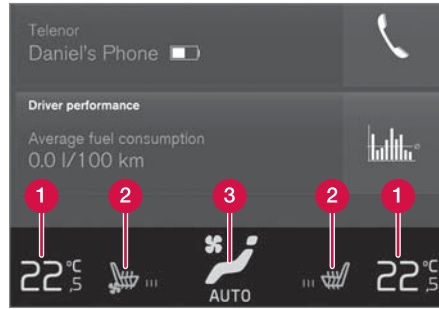 Telenor
Daniel's Phone
Driver performance
Average fuel consumption
0.0 l/100 km
1 2 3 2 1
22,5 °C 22,5 °C
AUTO